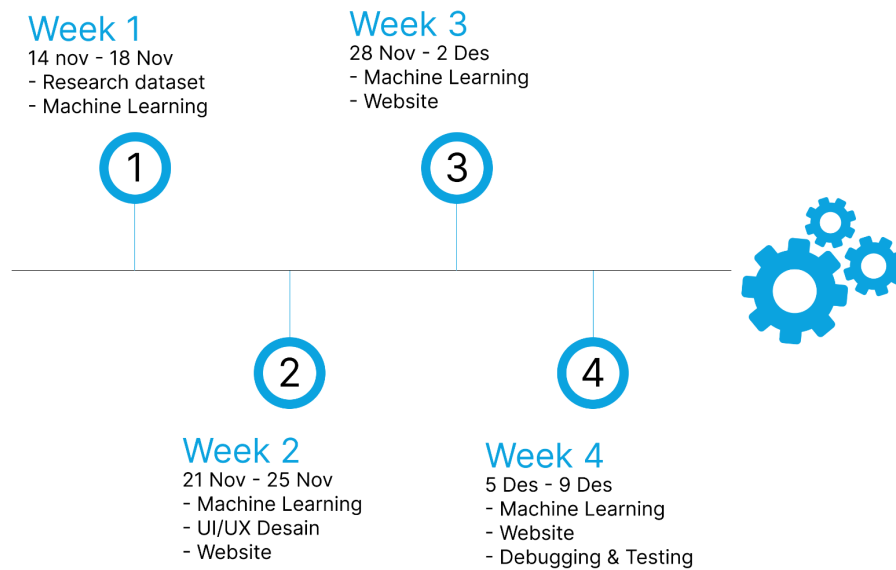 Week 1
14 nov - 18 Nov
- Research dataset
- Machine Learning
1
2
Week 2
21 Nov - 25 Nov
- Machine Learning
- UI/UX Desain
- Website
Week 3
28 Nov - 2 Des
- Machine Learning
- Website
3
4
Week 4
5 Des - 9 Des
- Machine Learning
- Website
- Debugging & Testing